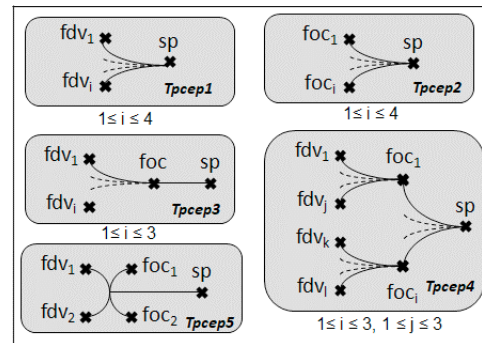 fdv1
sp
fdvi
Tpcep1
1≤ i ≤ 4
foc1
sp
foci
Tpcep2
1≤ i ≤ 4
fdv1
foc
sp
fdvi
Tpcep3
1≤ i ≤ 3
fdv1
foc1
fdvj
sp
fdvk
fdvl
foci
Tpcep4
1≤ i ≤ 3, 1 ≤ j ≤ 3
fdv1
foc1
sp
fdv2
foc2
Tpcep5